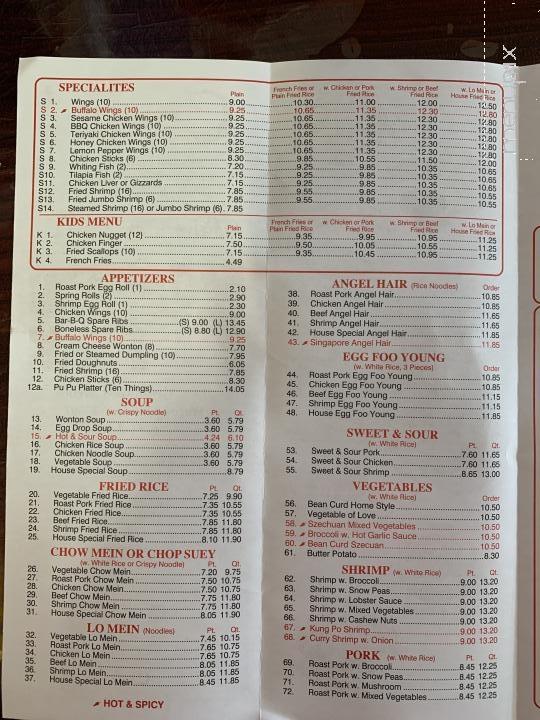 SPECIALITES
Plain French Fries or Plain Fried Rice w. Chicken or Pork Fried Rice w. Shrimp or Beef Fried Rice w. Lo Mein or House Fried Rice
S 1. Wings (10) 9.00 10.30 11.00 12.00 12.50
S 2. Buffalo Wings (10) 9.25 10.65 11.35 12.30 12.80
S 3. Sesame Chicken Wings (10) 9.25 10.65 11.35 12.30 12.80
S 4. BBQ Chicken Wings (10) 9.25 10.65 11.35 12.30 12.80
S 5. Teriyaki Chicken Wings (10) 9.25 10.65 11.35 12.30 12.80
S 6. Honey Chicken Wings (10) 9.25 10.65 11.35 12.30 12.80
S 7. Lemon Pepper Wings (10) 9.25 10.65 11.35 12.30 12.80
S 8. Chicken Sticks (6) 8.30 9.85 10.55 11.50 12.00
S 9. Whiting Fish (2) 7.20 9.25 9.85 10.35 10.65
S10. Tilapia Fish (2) 7.15
S11. Chicken Liver or Gizzards 7.15
S12. Fried Shrimp (16) 7.85
S13. Fried Jumbo Shrimp (6) 7.85
S14. Steamed Shrimp (16) or Jumbo Shrimp (6) 7.85
KIDS MENU
Plain French Fries or Plain Fried Rice w. Chicken or Pork Fried Rice w. Shrimp or Beef Fried Rice w. Lo Mein or House Fried Rice
K 1. Chicken Nugget (12) 7.15 9.35 9.95 10.95 11.25
K 2. Chicken Finger 7.50 9.50 10.05 10.55 11.25
K 3. Fried Scallops (10) 7.15 9.35 10.45 10.95 11.25
K 4. French Fries 4.49
APPETIZERS
1. Roast Pork Egg Roll (1) 2.10
2. Spring Rolls (2) 2.90
3. Shrimp Egg Roll (1) 2.30
4. Chicken Wings (10) 9.00
5. Bar-B-Q Spare Ribs (S) 9.00 (L) 13.45
6. Boneless Spare Ribs (S) 8.80 (L) 12.90
7. Buffalo Wings (10) 9.25
8. Cream Cheese Wonton (8) 7.70
9. Fried or Steamed Dumpling (10) 7.95
10. Fried Doughnuts 6.05
11. Fried Shrimp (16) 7.85
12. Chicken Sticks (6) 8.30
12a. Pu Pu Platter (Ten Things) 14.05
SOUP
(w. Crispy Noodle) Pt. Qt.
13. Wonton Soup 3.60 5.79
14. Egg Drop Soup 3.60 5.79
15. Hot & Sour Soup 4.24 6.10
16. Chicken Rice Soup 3.60 5.79
17. Chicken Noodle Soup 3.60 5.79
18. Vegetable Soup 3.60 5.79
19. House Special Soup 8.79
FRIED RICE Pt. Qt.
20. Vegetable Fried Rice 7.25 9.90
21. Roast Pork Fried Rice 7.35 10.55
22. Chicken Fried Rice 7.35 10.55
23. Beef Fried Rice 7.85 11.80
24. Shrimp Fried Rice 7.85 11.80
25. House Special Fried Rice 8.10 11.90
CHOW MEIN OR CHOP SUEY
(w. White Rice or Crispy Noodle) Pt. Qt.
26. Vegetable Chow Mein 7.20 9.75
27. Roast Pork Chow Mein 7.50 10.75
28. Chicken Chow Mein 7.50 10.75
29. Beef Chow Mein 7.75 11.80
30. Shrimp Chow Mein 7.75 11.80
31. House Special Chow Mein 8.05 11.90
LO MEIN (Noodles) Pt. Qt.
32. Vegetable Lo Mein 7.45 10.15
33. Roast Pork Lo Mein 7.65 10.75
34. Chicken Lo Mein 7.65 10.75
35. Beef Lo Mein 8.05 11.85
36. Shrimp Lo Mein 8.05 11.85
37. House Special Lo Mein 8.45 11.85
HOT & SPICY
ANGEL HAIR (Rice Noodles) Order
38. Roast Pork Angel Hair 10.85
39. Chicken Angel Hair 10.85
40. Beef Angel Hair 11.65
41. Shrimp Angel Hair 11.65
42. House Special Angel Hair 11.85
43. Singapore Angel Hair 11.85
EGG FOO YOUNG
(w. White Rice, 3 Pieces) Order
44. Roast Pork Egg Foo Young 10.85
45. Chicken Egg Foo Young 10.85
46. Beef Egg Foo Young 11.15
47. Shrimp Egg Foo Young 11.15
48. House Egg Foo Young 11.85
SWEET & SOUR
(w. White Rice) Pt. Qt.
53. Sweet & Sour Pork 7.60 11.65
54. Sweet & Sour Chicken 7.60 11.65
55. Sweet & Sour Shrimp 8.65 13.00
VEGETABLES
(w. White Rice) Order
56. Bean Curd Home Style 10.50
57. Vegetable of Love 10.50
58. Szechuan Mixed Vegetables 10.50
59. Broccoli w. Hot Garlic Sauce 10.50
60. Bean Curd Szecuan 10.50
61. Butter Potato 8.30
SHRIMP (w. White Rice) Pt. Qt.
62. Shrimp w. Broccoli 9.00 13.20
63. Shrimp w. Snow Peas 9.00 13.20
64. Shrimp w. Lobster Sauce 9.00 13.20
65. Shrimp w. Mixed Vegetables 9.00 13.20
66. Shrimp w. Cashew Nuts 9.00 13.20
67. Kung Po Shrimp 9.00 13.20
68. Curry Shrimp w. Onion 9.00 13.20
PORK (w. White Rice) Pt. Qt.
69. Roast Pork w. Broccoli 8.45 12.25
70. Roast Pork w. Snow Peas 8.45 12.25
71. Roast Pork w. Mushroom 8.45 12.25
72. Roast Pork w. Mixed Vegetables 8.45 12.25